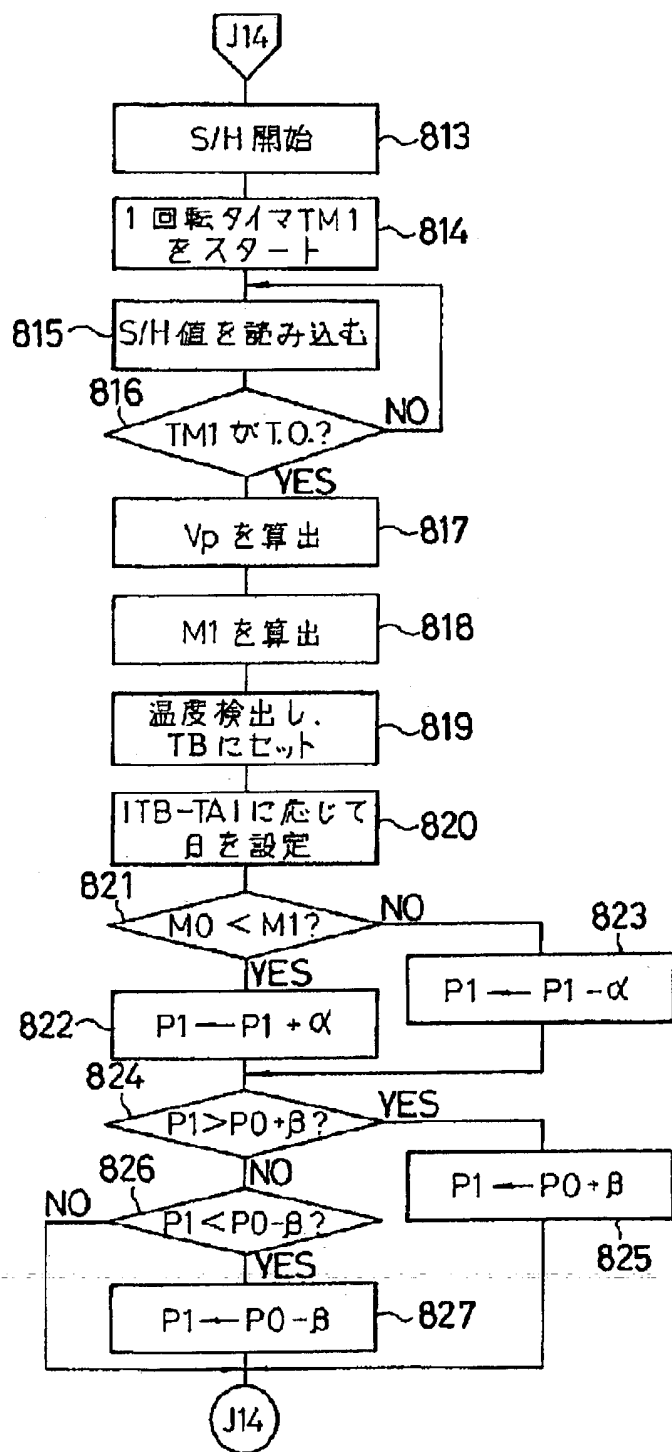 J14
S/H 開始
813
1回転タイマTM1
をスタート
814
815
S/H値を読み込む
816
TM1がT.O.?
NO
YES
Vpを算出
817
M1を算出
818
温度検出し、
TBにセット
819
|TB-TA|に応じて
βを設定
820
821
M0 < M1?
NO
823
YES
P1 ← P1 - α
822
P1 ← P1 + α
824
P1>P0+β?
YES
826
NO
P1 ← P0 + β
NO
P1<P0-β?
825
YES
P1 ← P0 - β
827
J14